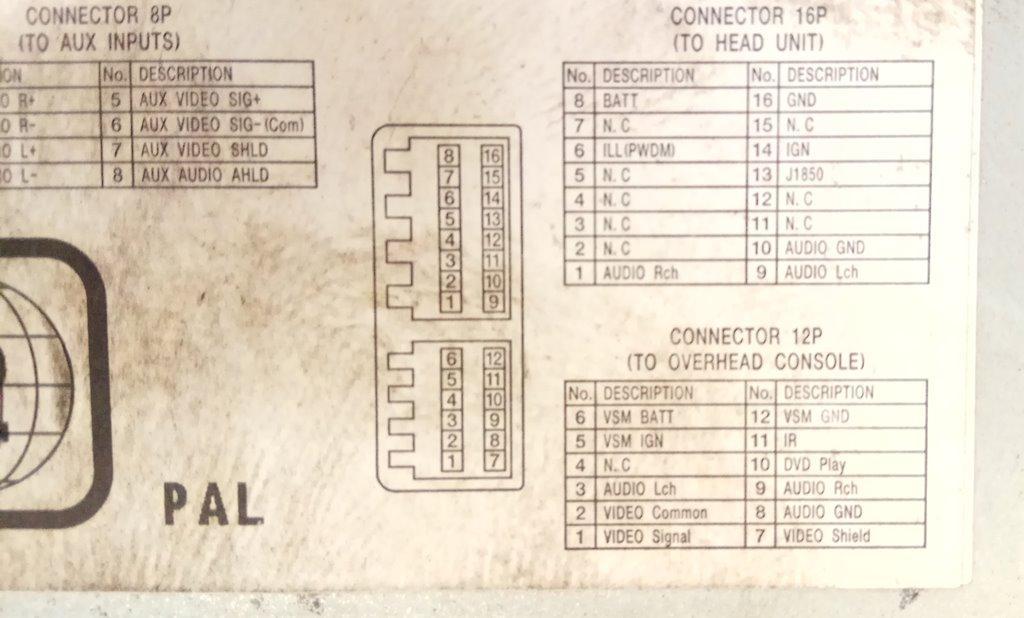 CONNECTOR 8P
(TO AUX INPUTS)
No. DESCRIPTION
R+ 5 AUX VIDEO SIG+
R- 6 AUX VIDEO SIG-(Com)
L+ 7 AUX VIDEO SHLD
L- 8 AUX AUDIO AHLD
CONNECTOR 16P
(TO HEAD UNIT)
No. DESCRIPTION No. DESCRIPTION
8 BATT 16 GND
7 N.C 15 N.C
6 ILL(PWDM) 14 IGN
5 N.C 13 J1850
4 N.C 12 N.C
3 N.C 11 N.C
2 N.C 10 AUDIO GND
1 AUDIO Rch 9 AUDIO Lch
8 16
7 15
6 14
5 13
4 12
3 11
2 10
1 9
6 12
5 11
4 10
3 9
2 8
1 7
CONNECTOR 12P
(TO OVERHEAD CONSOLE)
No. DESCRIPTION No. DESCRIPTION
6 VSM BATT 12 VSM GND
5 VSM IGN 11 IR
4 N.C 10 DVD Play
3 AUDIO Lch 9 AUDIO Rch
2 VIDEO Common 8 AUDIO GND
1 VIDEO Signal 7 VIDEO Shield
PAL